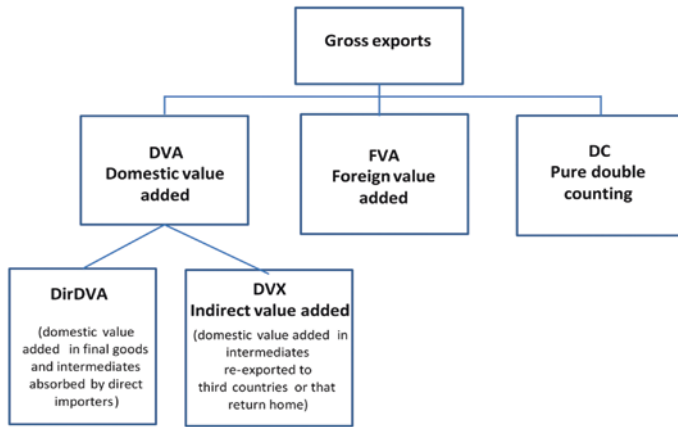 Gross exports
DVA
Domestic value
added
FVA
Foreign value
added
DC
Pure double
counting
DirDVA
(domestic value
added in final goods
and intermediates
absorbed by direct
importers)
DVX
Indirect value added
(domestic value added in
intermediates
re-exported to
third countries or that
return home)